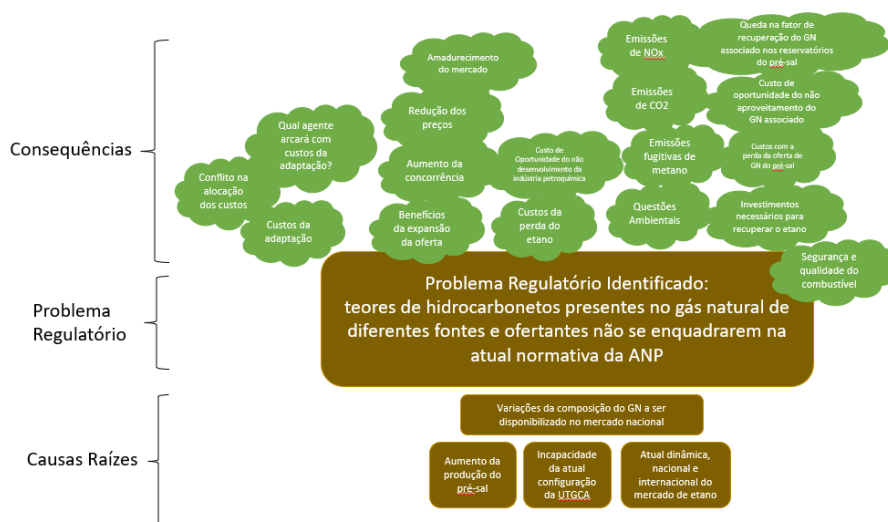 Consequências
Problema
Regulatório
Causas Raízes
Conflito na
alocação
dos custos
Qual agente
arcará com
custos da
adaptação?
Custos da
adaptação
Amadurecimento
do mercado
Redução dos
preços
Aumento da
concorrência
Benefícios
da expansão
da oferta
Custo de
Oportunidade do não
desenvolvimento da
indústria petroquímica
Custos da
perda do
etano
Emissões
de NOx
Emissões
de CO2
Emissões
fugitivas de
metano
Questões
Ambientais
Queda na fator de
recuperação do GN
associado nos reservatórios
do pré-sal
Custo de
oportunidade do não
aproveitamento do
GN associado
Custos com a
perda da oferta de
GN do pré-sal
Investimentos
necessários para
recuperar o etano
Segurança e
qualidade do
combustível
Problema Regulatório Identificado:
teores de hidrocarbonetos presentes no gás natural de
diferentes fontes e ofertantes não se enquadrarem na
atual normativa da ANP
Variações da composição do GN a ser
disponibilizado no mercado nacional
Aumento da
produção do
pré-sal
Incapacidade
da atual
configuração
da UTGCA
Atual dinâmica,
nacional e
internacional do
mercado de etano